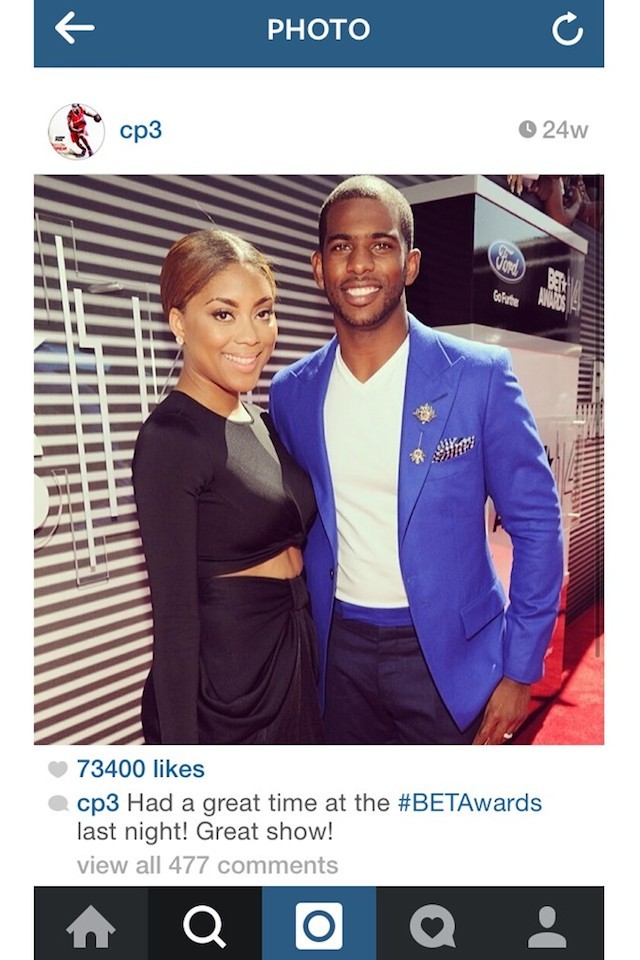 PHOTO
cp3
24w
Ford
Go Further
BET★
AWARDS
14
73400 likes
cp3 Had a great time at the #BETAwards
last night! Great show!
view all 477 comments